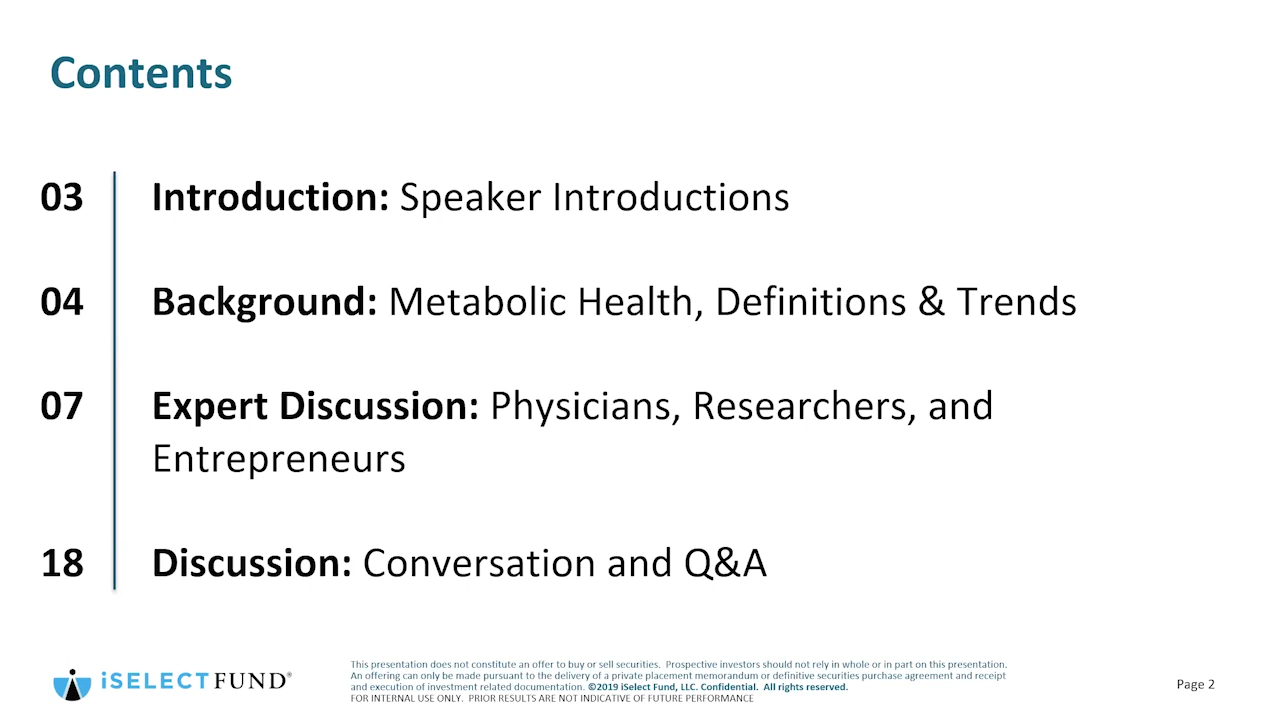 Contents
03 Introduction: Speaker Introductions
04 Background: Metabolic Health, Definitions & Trends
07 Expert Discussion: Physicians, Researchers, and
Entrepreneurs
18 Discussion: Conversation and Q&A
iSELECTFUND®
This presentation does not constitute an offer to buy or sell securities. Prospective investors should not rely in whole or in part on this presentation.
An offering can only be made pursuant to the delivery of a private placement memorandum or definitive securities purchase agreement and receipt
and execution of investment related documentation. ©2019 iSelect Fund, LLC. Confidential. All rights reserved.
FOR INTERNAL USE ONLY. PRIOR RESULTS ARE NOT INDICATIVE OF FUTURE PERFORMANCE
Page 2